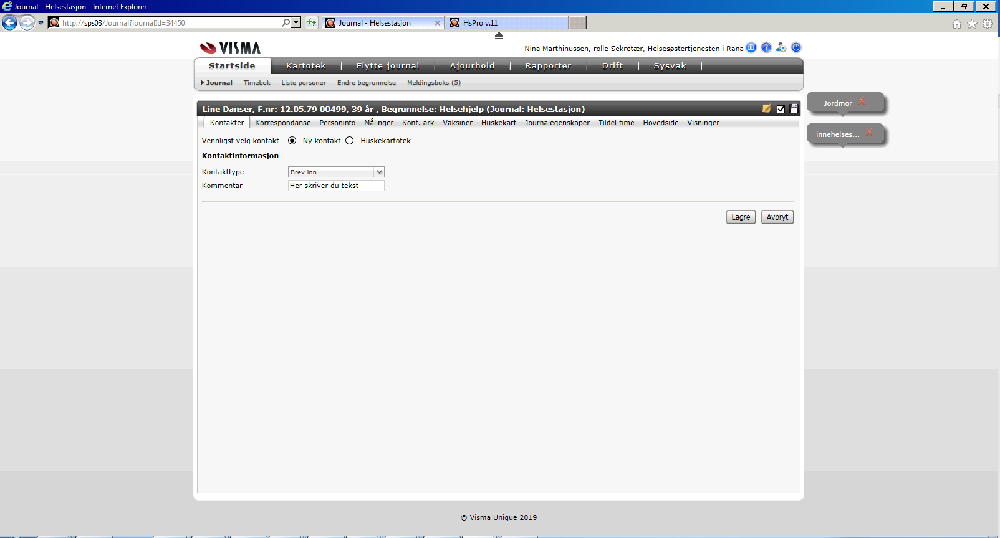 Journal - Helsestasjon - Internet Explorer
http://sps03/Journal?journalId=34450
Journal - Helsestasjon
HsPro v.11
VISMA
Nina Marthinussen, rolle Sekretær, Helsesøstertjenesten i Rana
Startside Kartotek Flytte journal Ajourhold Rapporter Drift Sysvak
Journal Timebok Liste personer Endre begrunnelse Meldingsboks (5)
Line Danser, F.nr: 12.05.79 00499, 39 år , Begrunnelse: Helsehjelp (Journal: Helsestasjon)
Jordmor X
Kontakter Korrespondanse Personinfo Målinger Kont. ark Vaksiner Huskekart Journalegenskaper Tildel time Hovedside Visninger
innehelses... X
Vennligst velg kontakt Ny kontakt Huskekartotek
Kontaktinformasjon
Kontakttype Brev inn
Kommentar Her skriver du tekst
Lagre Avbryt
© Visma Unique 2019